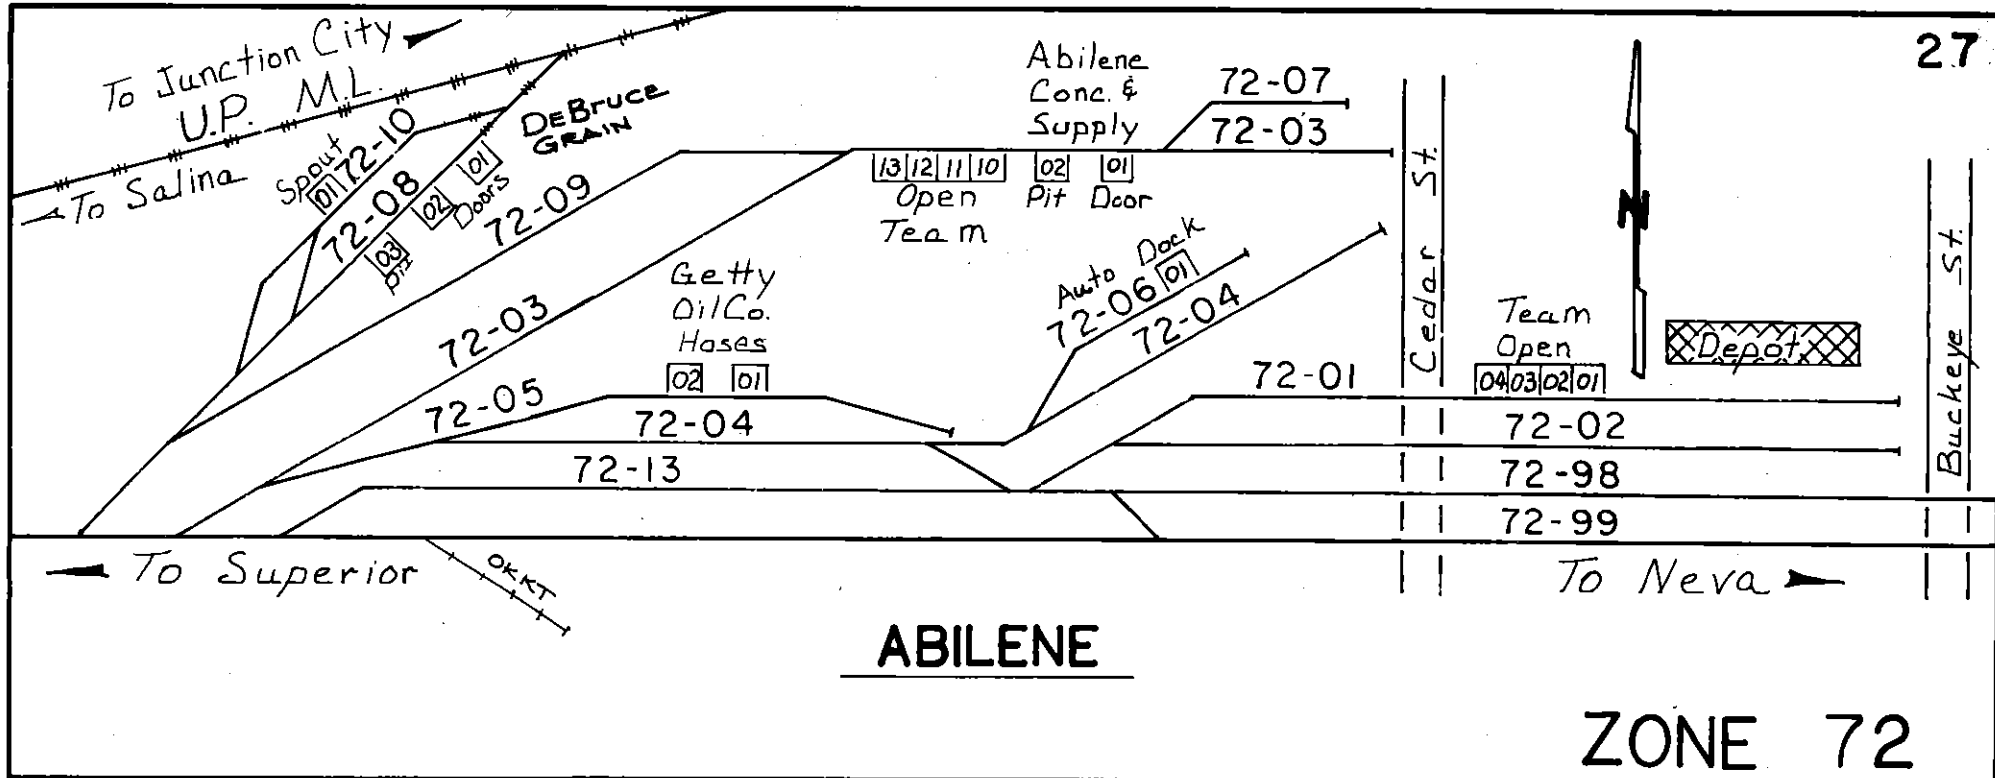 27
To Junction City
U.P. M.L.
To Salina
Spout
01
72-10
72-08
DeBruce
GRAIN
01
02
Doors
03
Pit
72-09
72-03
Abilene
Conc. &
Supply
72-07
72-03
13 12 11 10
Open
Team
02
Pit
01
Door
Cedar St.
N
Buckeye St.
Getty
Oil Co.
Hoses
02 01
Auto Dock
01
72-06
72-04
Team
Open
04 03 02 01
Depot
72-01
72-05
72-04
72-02
72-13
72-98
72-99
To Superior
OKKT
To Neva
ABILENE
ZONE 72